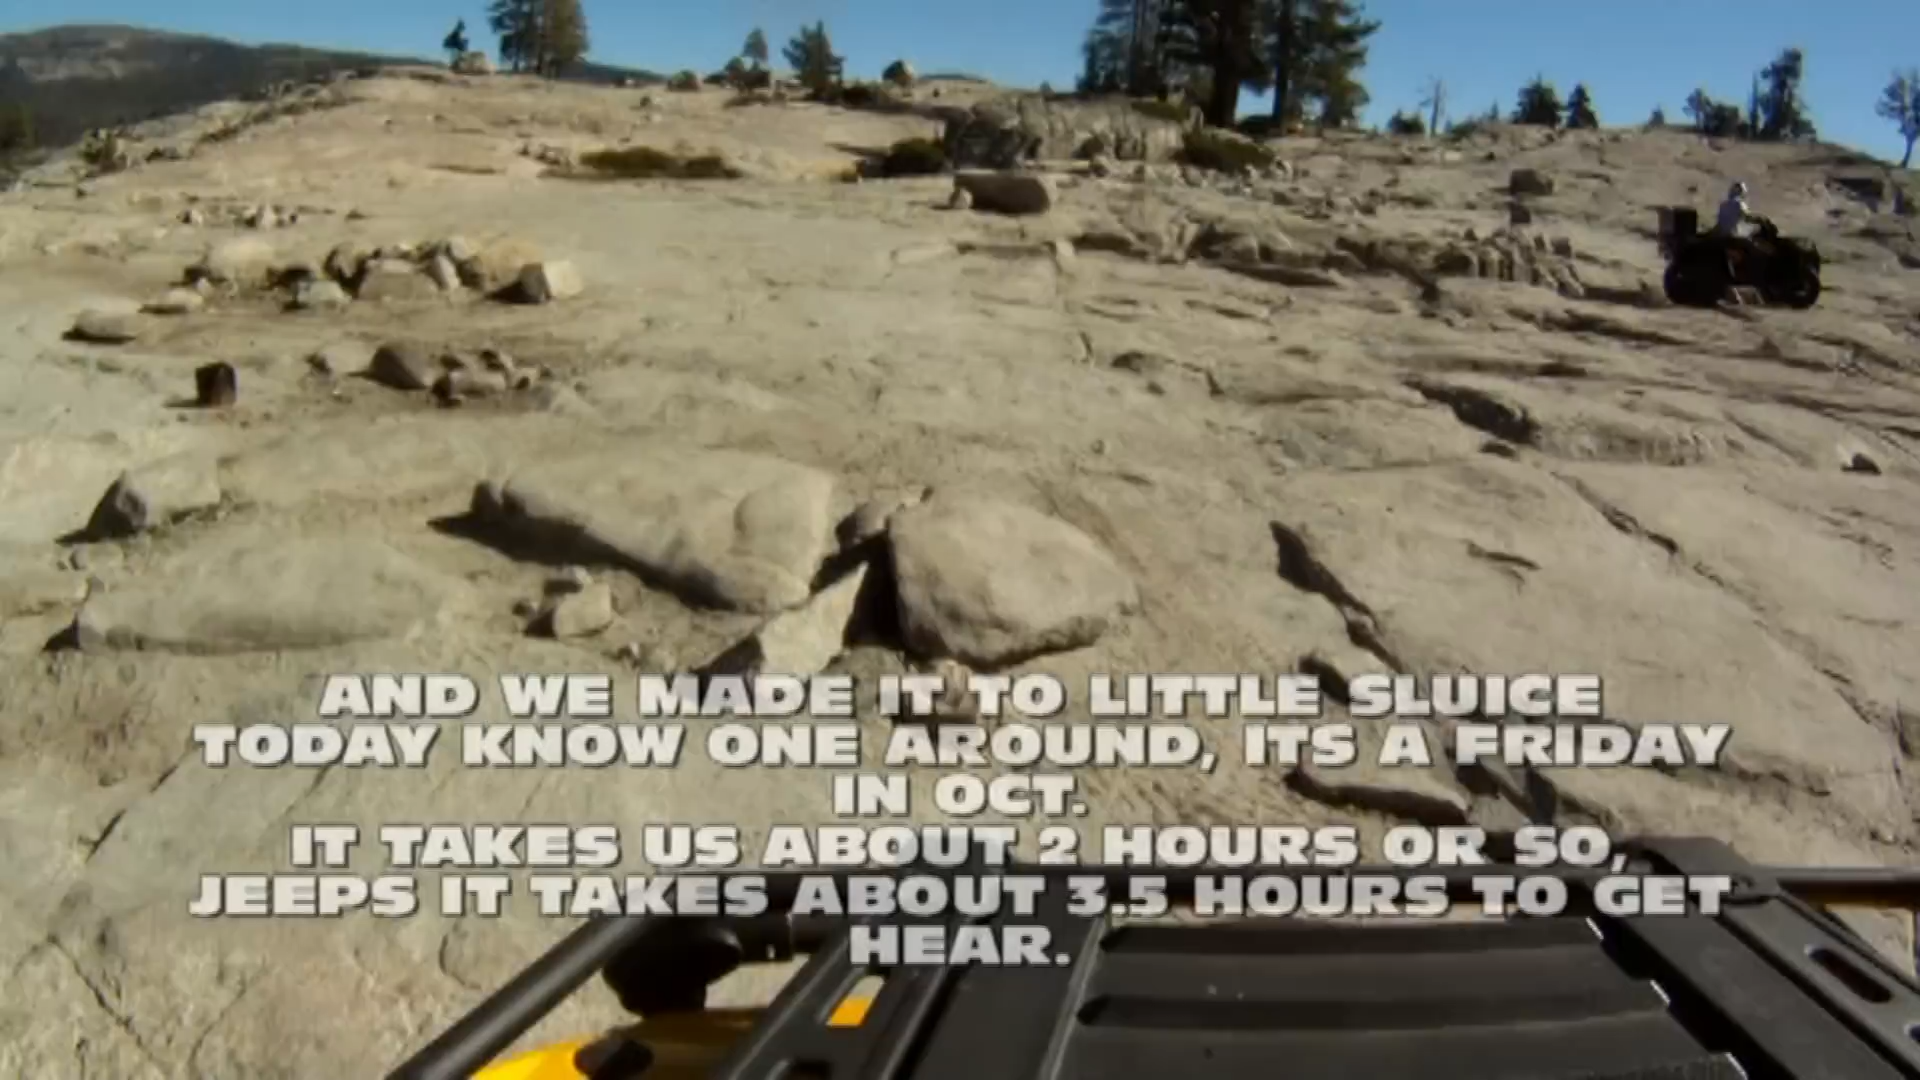 AND WE MADE IT TO LITTLE SLUICE
TODAY KNOW ONE AROUND, ITS A FRIDAY
IN OCT.
IT TAKES US ABOUT 2 HOURS OR SO,
JEEPS IT TAKES ABOUT 3.5 HOURS TO GET
HEAR.